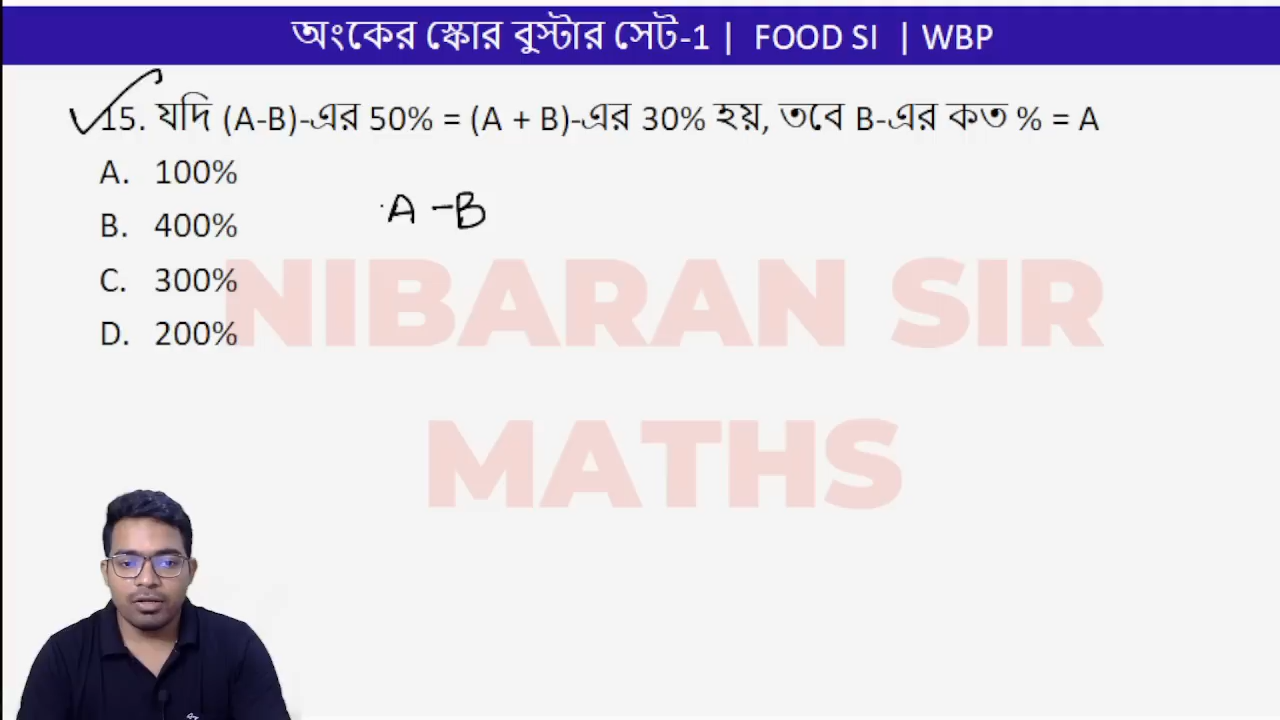 অংকের স্কোর বুস্টার সেট-1 | FOOD SI | WBP
15. যদি (A-B)-এর 50% = (A + B)-এর 30% হয়, তবে B-এর কত % = A
A. 100%
A - B
B. 400%
C. 300%
D. 200%
NIBARAN SIR
MATHS